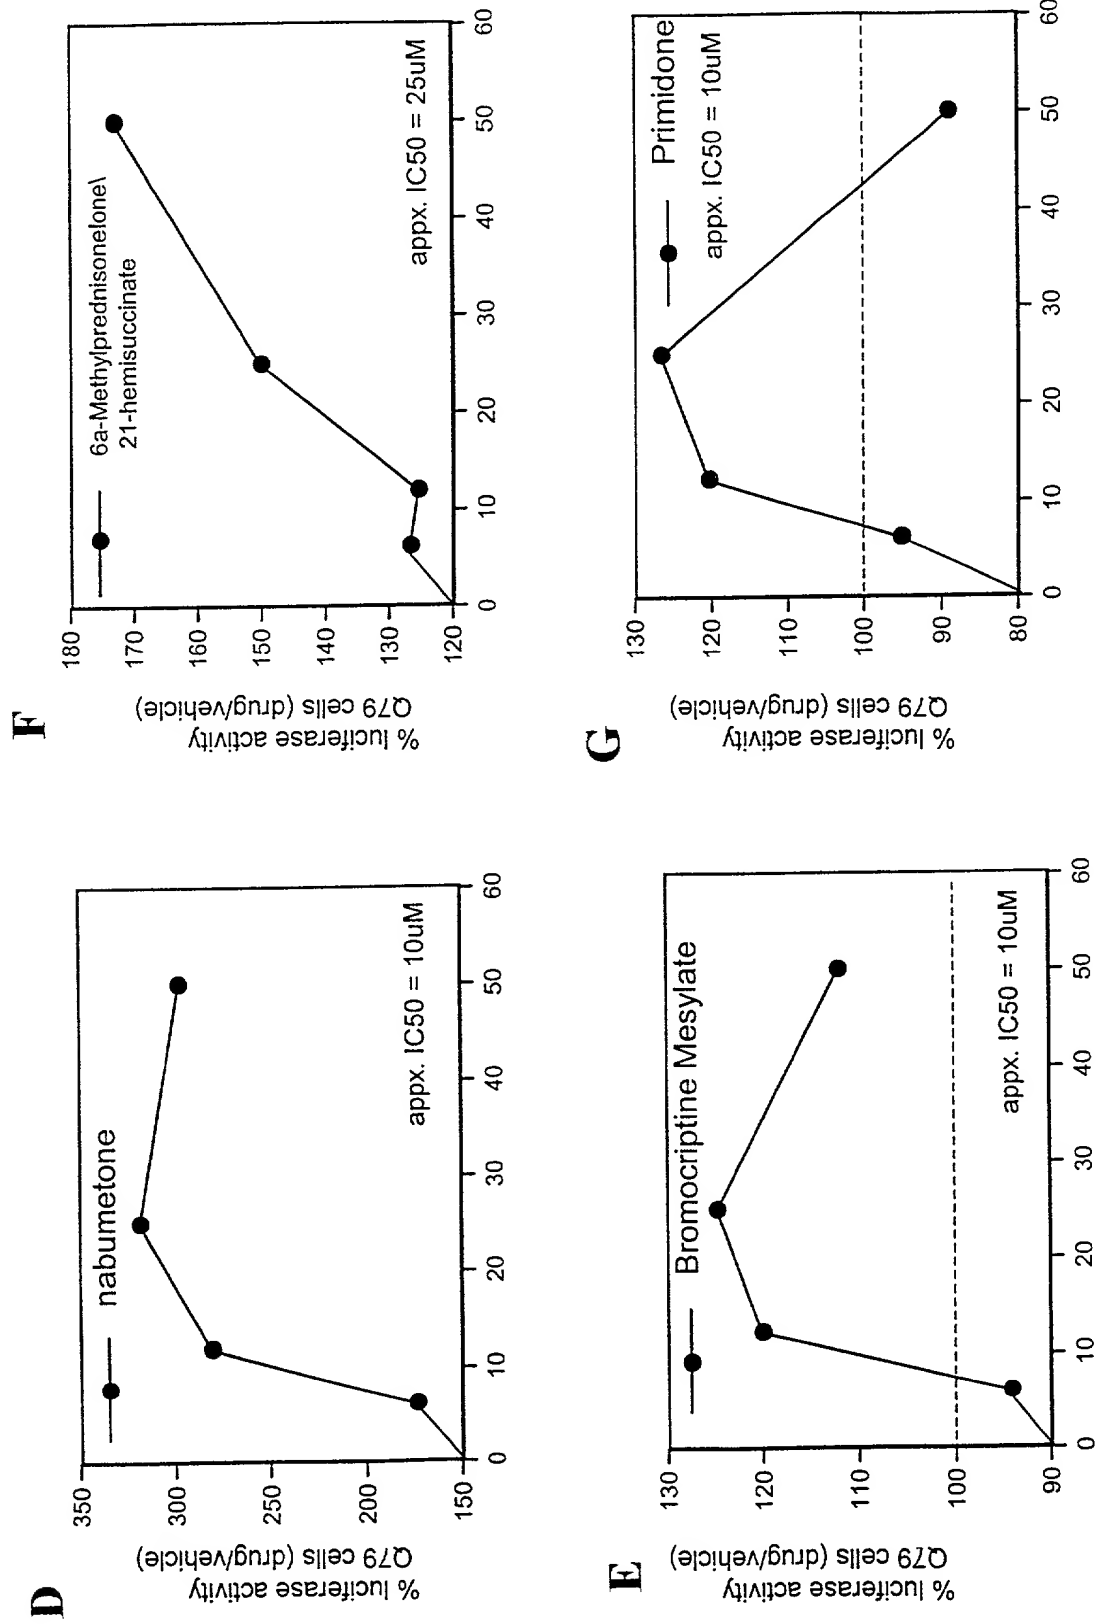 D
% luciferase activity
Q79 cells (drug/vehicle)
350
300
250
200
150
nabumetone
appx. IC50 = 10uM
0
10
20
30
40
50
60
F
% luciferase activity
Q79 cells (drug/vehicle)
180
170
160
150
140
130
120
6a-Methylprednisonelone\
21-hemisuccinate
appx. IC50 = 25uM
0
10
20
30
40
50
60
E
% luciferase activity
Q79 cells (drug/vehicle)
130
120
110
100
90
Bromocriptine Mesylate
appx. IC50 = 10uM
0
10
20
30
40
50
60
G
% luciferase activity
Q79 cells (drug/vehicle)
130
120
110
100
90
80
Primidone
appx. IC50 = 10uM
0
10
20
30
40
50
60